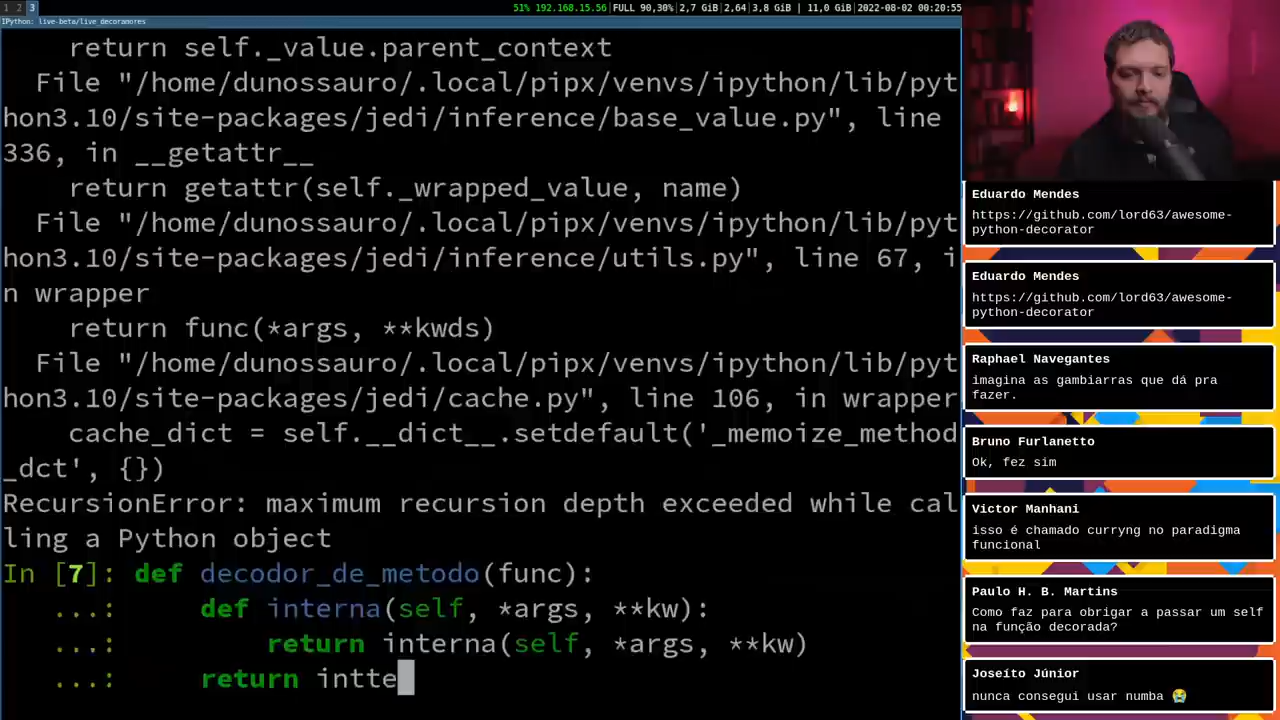 1 2 3
51% 192.168.15.56|FULL 90,30%|2,7 GiB|2,64|3,8 GiB | 11,0 GiB|2022-08-02 00:20:55
IPython: live-beta/live_decoramores
return self._value.parent_context
File "/home/dunossauro/.local/pipx/venvs/ipython/lib/pyt
hon3.10/site-packages/jedi/inference/base_value.py", line
336, in __getattr__
return getattr(self._wrapped_value, name)
File "/home/dunossauro/.local/pipx/venvs/ipython/lib/pyt
hon3.10/site-packages/jedi/inference/utils.py", line 67, i
n wrapper
return func(*args, **kwds)
File "/home/dunossauro/.local/pipx/venvs/ipython/lib/pyt
hon3.10/site-packages/jedi/cache.py", line 106, in wrapper
cache_dict = self.__dict__.setdefault('_memoize_method
_dct', {})
RecursionError: maximum recursion depth exceeded while cal
ling a Python object
In [7]: def decodor_de_metodo(func):
...: def interna(self, *args, **kw):
...: return interna(self, *args, **kw)
...: return intte
Eduardo Mendes
https://github.com/lord63/awesome-
python-decorator
Eduardo Mendes
https://github.com/lord63/awesome-
python-decorator
Raphael Navegantes
imagina as gambiarras que dá pra
fazer.
Bruno Furlanetto
Ok, fez sim
Victor Manhani
isso é chamado curryng no paradigma
funcional
Paulo H. B. Martins
Como faz para obrigar a passar um self
na função decorada?
Joseíto Júnior
nunca consegui usar numba 😭